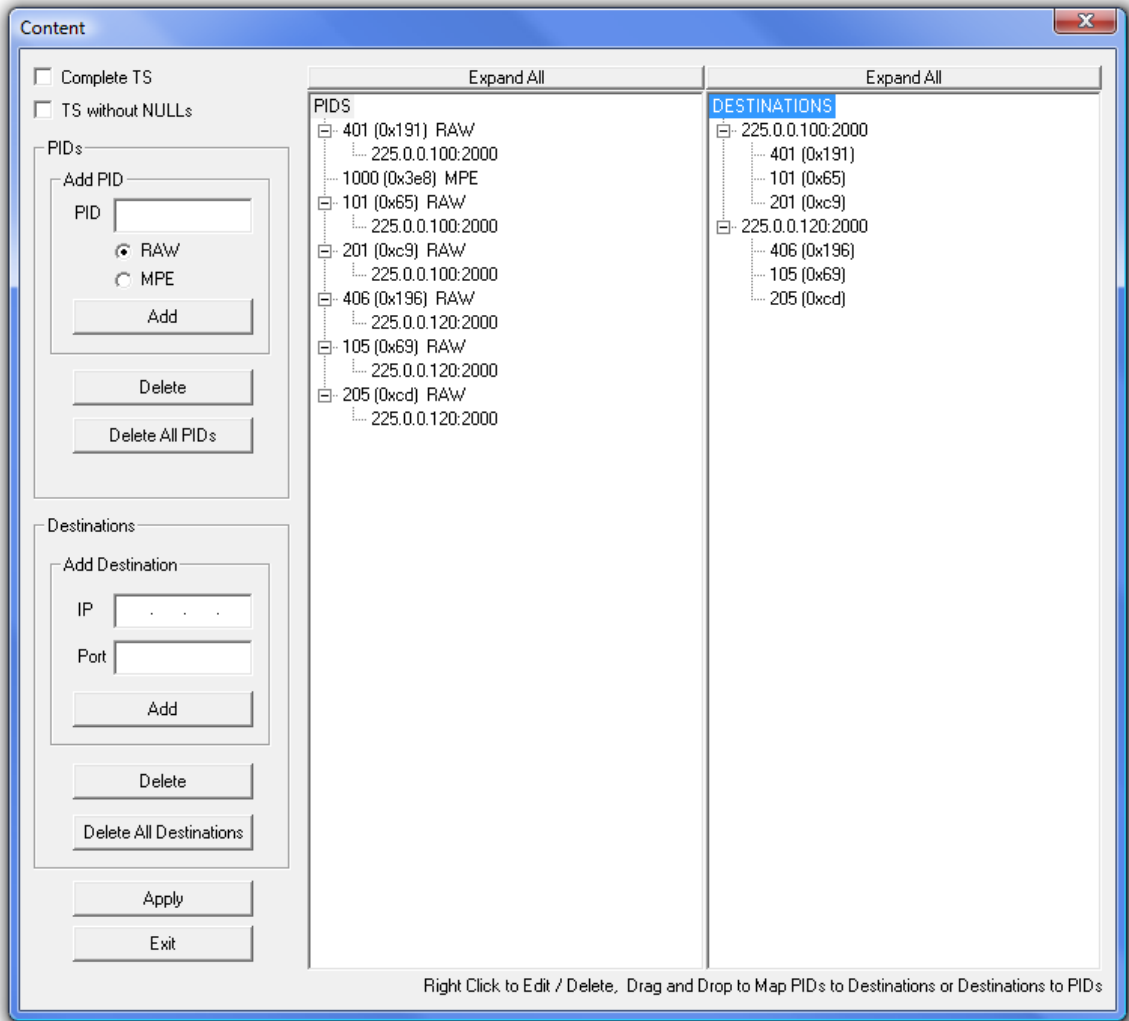 Content
Complete TS
TS without NULLs
PIDs
Add PID
PID
RAW
MPE
Add
Delete
Delete All PIDs
Destinations
Add Destination
IP . . .
Port
Add
Delete
Delete All Destinations
Apply
Exit
Expand All
PIDS
401 (0x191) RAW
225.0.0.100:2000
1000 (0x3e8) MPE
101 (0x65) RAW
225.0.0.100:2000
201 (0xc9) RAW
225.0.0.100:2000
406 (0x196) RAW
225.0.0.120:2000
105 (0x69) RAW
225.0.0.120:2000
205 (0xcd) RAW
225.0.0.120:2000
Expand All
DESTINATIONS
225.0.0.100:2000
401 (0x191)
101 (0x65)
201 (0xc9)
225.0.0.120:2000
406 (0x196)
105 (0x69)
205 (0xcd)
Right Click to Edit / Delete, Drag and Drop to Map PIDs to Destinations or Destinations to PIDs